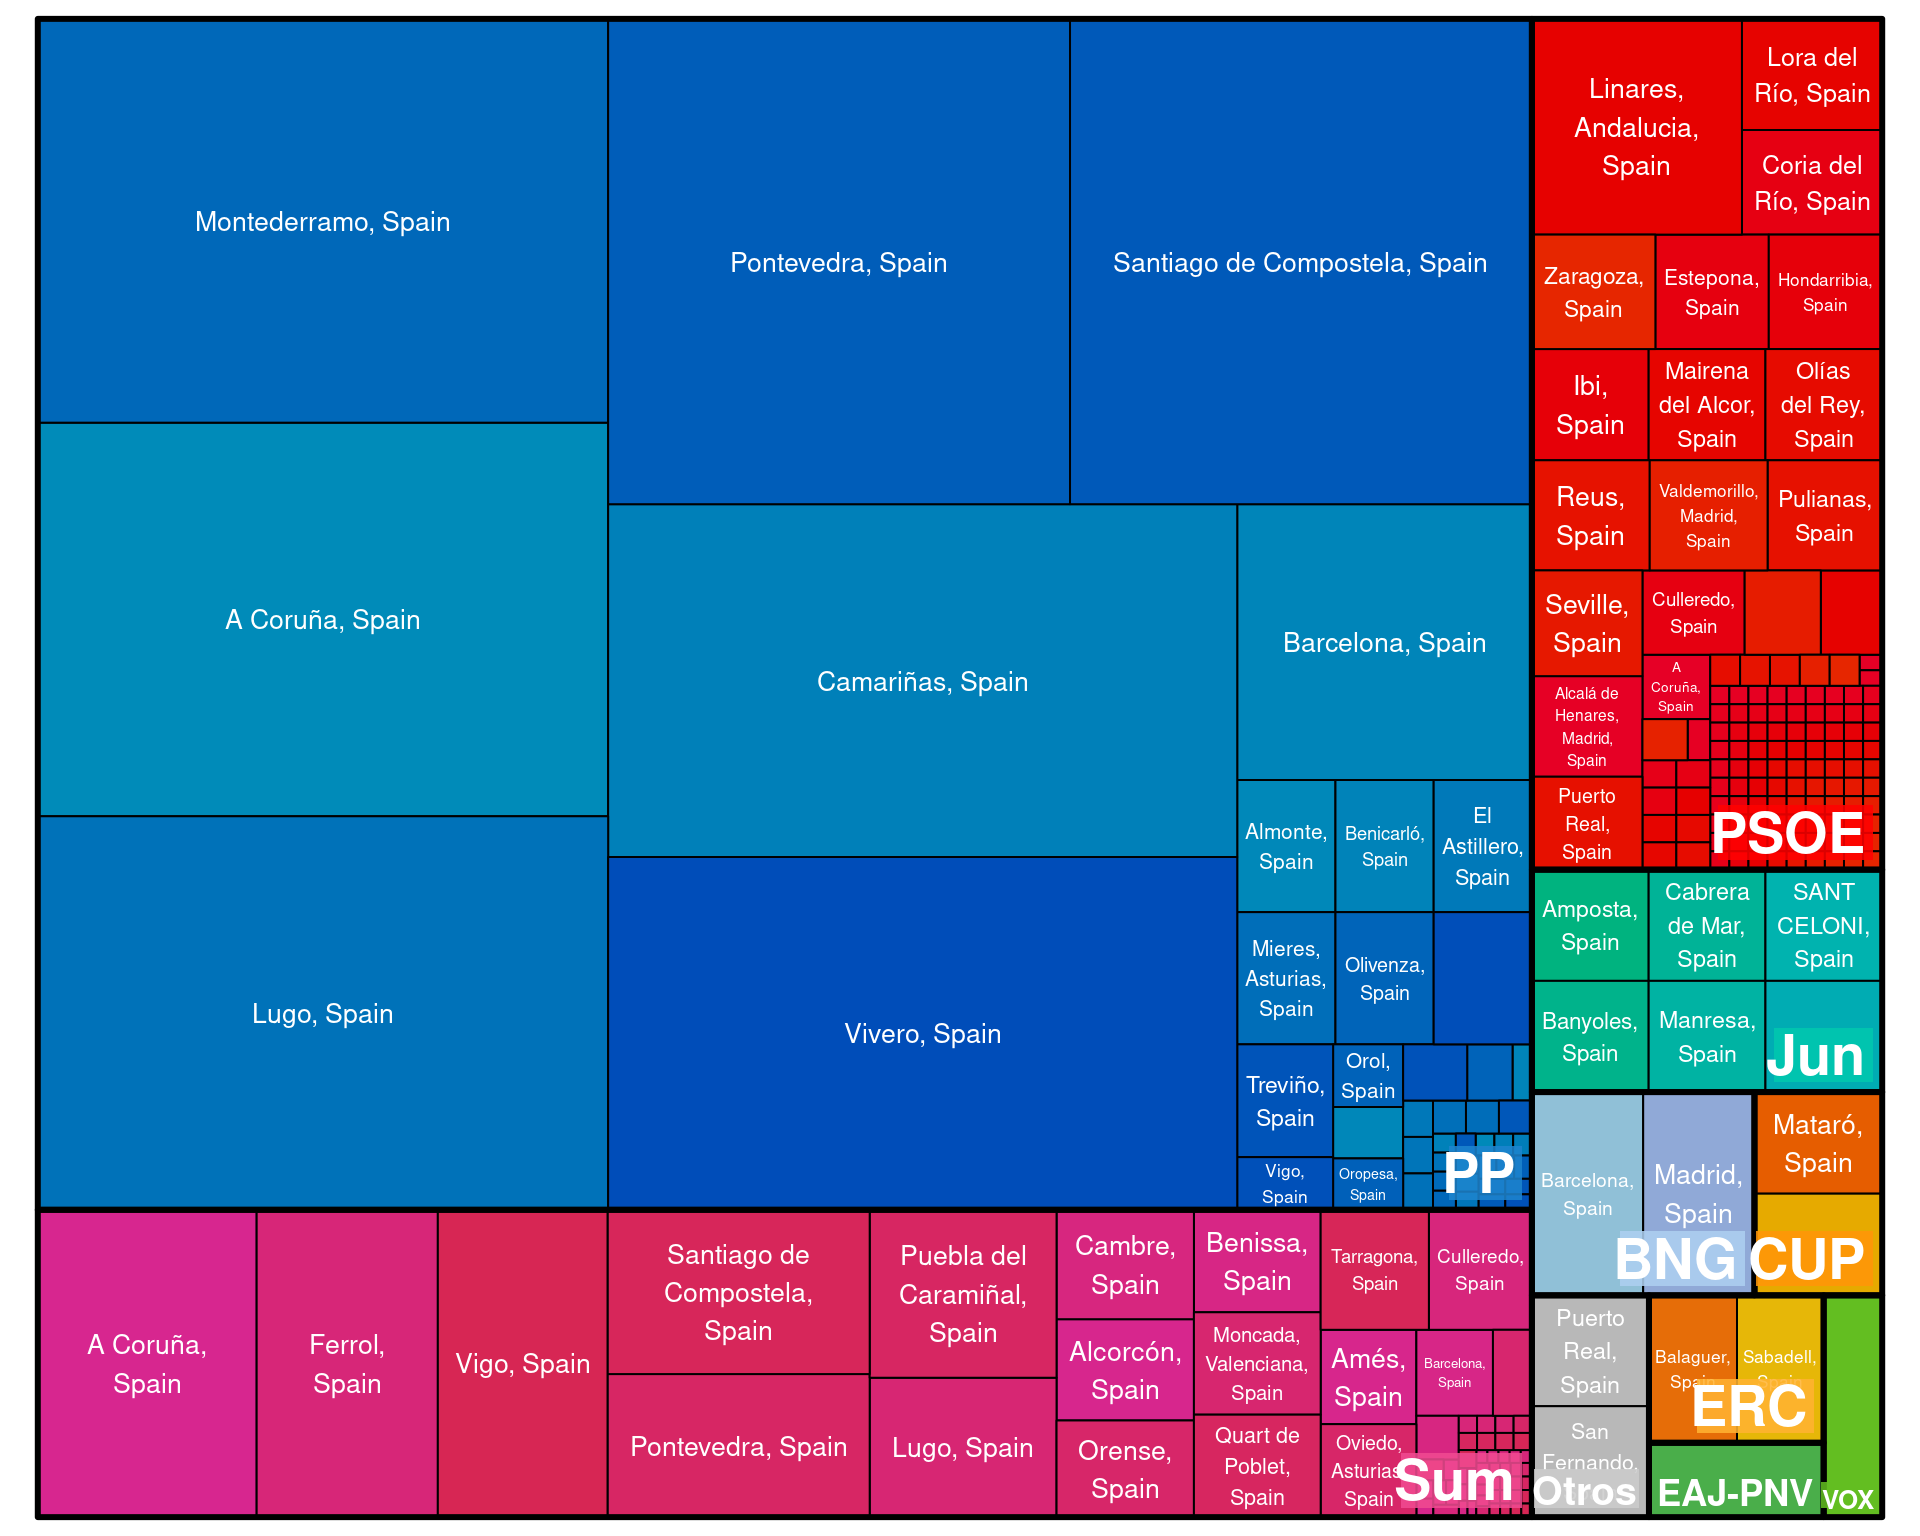 Montederramo, Spain
A Coruña, Spain
Lugo, Spain
Pontevedra, Spain
Santiago de Compostela, Spain
Camariñas, Spain
Vivero, Spain
Barcelona, Spain
Almonte,
Spain
Benicarló,
Spain
El
Astillero,
Spain
Mieres,
Asturias,
Spain
Olivenza,
Spain
Treviño,
Spain
Vigo,
Spain
Orol,
Spain
Oropesa,
Spain
PP
Linares,
Andalucia,
Spain
Lora del
Río, Spain
Coria del
Río, Spain
Zaragoza,
Spain
Estepona,
Spain
Hondarribia,
Spain
Ibi,
Spain
Mairena
del Alcor,
Spain
Olías
del Rey,
Spain
Reus,
Spain
Valdemorillo,
Madrid,
Spain
Pulianas,
Spain
Seville,
Spain
Culleredo,
Spain
A
Coruña,
Spain
Alcalá de
Henares,
Madrid,
Spain
Puerto
Real,
Spain
PSOE
Amposta,
Spain
Cabrera
de Mar,
Spain
SANT
CELONI,
Spain
Banyoles,
Spain
Manresa,
Spain
Jun
Barcelona,
Spain
Madrid,
Spain
BNG
Mataró,
Spain
CUP
A Coruña,
Spain
Ferrol,
Spain
Vigo, Spain
Santiago de
Compostela,
Spain
Pontevedra, Spain
Puebla del
Caramiñal,
Spain
Lugo, Spain
Cambre,
Spain
Alcorcón,
Spain
Orense,
Spain
Benissa,
Spain
Moncada,
Valenciana,
Spain
Quart de
Poblet,
Spain
Tarragona,
Spain
Culleredo,
Spain
Amés,
Spain
Barcelona,
Spain
Oviedo,
Asturias
Spain
Sum
Puerto
Real,
Spain
San
Fernando,
Otros
Balaguer,
Spain
Sabadell,
Spain
ERC
EAJ-PNV
VOX